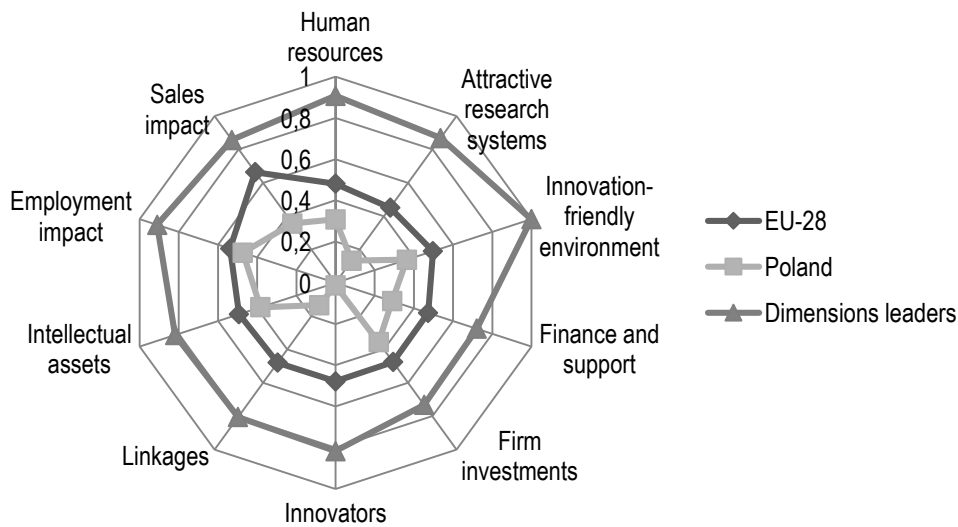 Human
resources
Attractive
research
systems
Innovation-
friendly
environment
Finance and
support
Firm
investments
Innovators
Linkages
Intellectual
assets
Employment
impact
Sales
impact
1
0,8
0,6
0,4
0,2
0
EU-28
Poland
Dimensions leaders